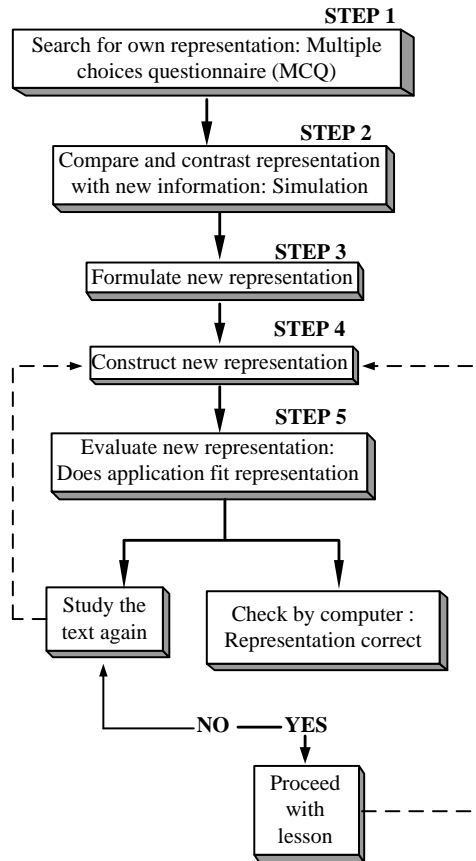 STEP 1
Search for own representation: Multiple
choices questionnaire (MCQ)
STEP 2
Compare and contrast representation
with new information: Simulation
STEP 3
Formulate new representation
STEP 4
Construct new representation
STEP 5
Evaluate new representation:
Does application fit representation
Study the
text again
Check by computer :
Representation correct
NO YES
Proceed
with
lesson